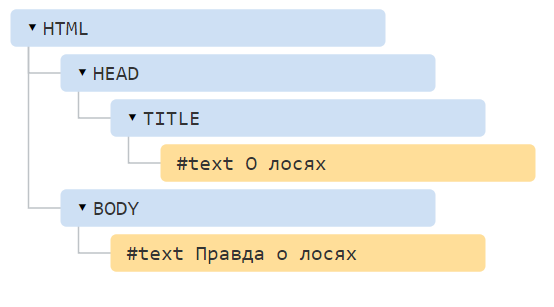 HTML
HEAD
TITLE
#text О лосях
BODY
#text Правда о лосях